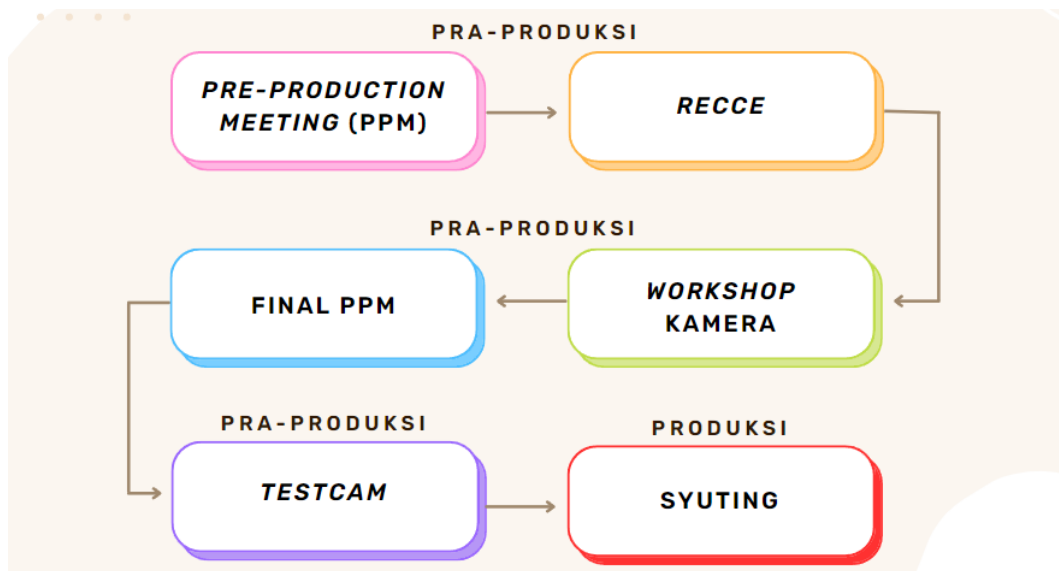 PRA-PRODUKSI
PRE-PRODUCTION
MEETING (PPM)
RECCE
PRA-PRODUKSI
WORKSHOP
KAMERA
FINAL PPM
PRA-PRODUKSI
TESTCAM
PRODUKSI
SYUTING